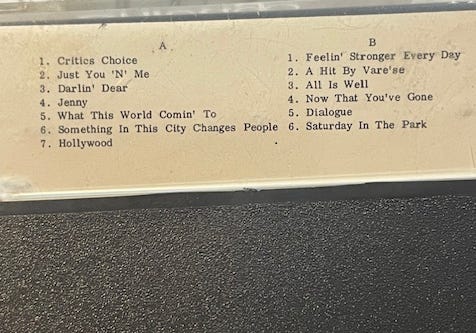 A
1. Critics Choice
2. Just You 'N' Me
3. Darlin' Dear
4. Jenny
5. What This World Comin' To
6. Something In This City Changes People
7. Hollywood
B
1. Feelin' Stronger Every Day
2. A Hit By Vare'se
3. All Is Well
4. Now That You've Gone
5. Dialogue
6. Saturday In The Park